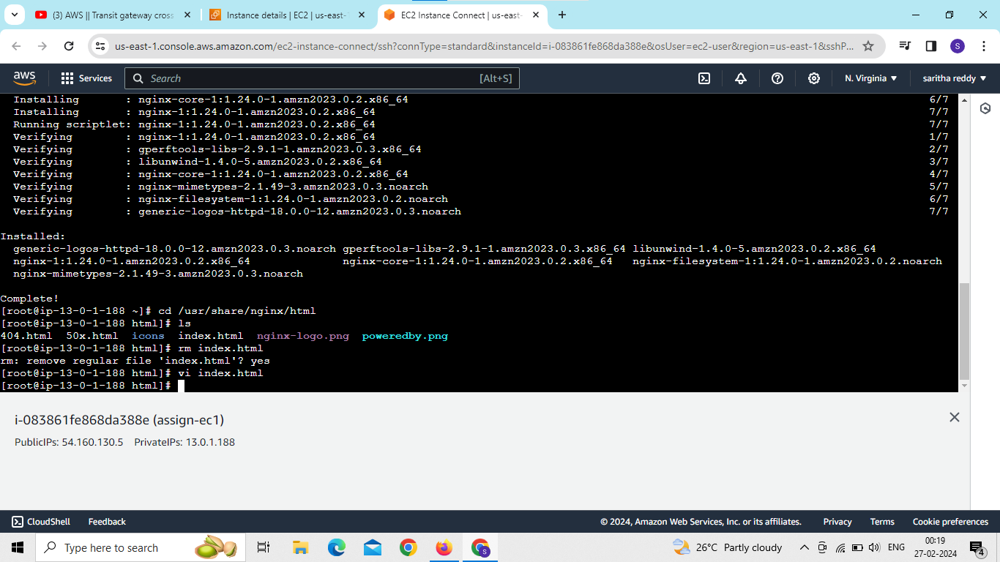 (3) AWS || Transit gateway cross
Instance details | EC2 | us-east-
EC2 Instance Connect | us-east-
us-east-1.console.aws.amazon.com/ec2-instance-connect/ssh?connType=standard&instanceId=i-083861fe868da388e&osUser=ec2-user&region=us-east-1&sshP...
S
aws
Services
Search
[Alt+S]
N. Virginia
saritha reddy
Installing : nginx-core-1:1.24.0-1.amzn2023.0.2.x86_64 6/7
Installing : nginx-1:1.24.0-1.amzn2023.0.2.x86_64 7/7
Running scriptlet: nginx-1:1.24.0-1.amzn2023.0.2.x86_64 7/7
Verifying : nginx-1:1.24.0-1.amzn2023.0.2.x86_64 1/7
Verifying : gperftools-libs-2.9.1-1.amzn2023.0.3.x86_64 2/7
Verifying : libunwind-1.4.0-5.amzn2023.0.2.x86_64 3/7
Verifying : nginx-core-1:1.24.0-1.amzn2023.0.2.x86_64 4/7
Verifying : nginx-mimetypes-2.1.49-3.amzn2023.0.3.noarch 5/7
Verifying : nginx-filesystem-1:1.24.0-1.amzn2023.0.2.noarch 6/7
Verifying : generic-logos-httpd-18.0.0-12.amzn2023.0.3.noarch 7/7
Installed:
generic-logos-httpd-18.0.0-12.amzn2023.0.3.noarch gperftools-libs-2.9.1-1.amzn2023.0.3.x86_64 libunwind-1.4.0-5.amzn2023.0.2.x86_64
nginx-1:1.24.0-1.amzn2023.0.2.x86_64 nginx-core-1:1.24.0-1.amzn2023.0.2.x86_64 nginx-filesystem-1:1.24.0-1.amzn2023.0.2.noarch
nginx-mimetypes-2.1.49-3.amzn2023.0.3.noarch
Complete!
[root@ip-13-0-1-188 ~]# cd /usr/share/nginx/html
[root@ip-13-0-1-188 html]# ls
404.html 50x.html icons index.html nginx-logo.png poweredby.png
[root@ip-13-0-1-188 html]# rm index.html
rm: remove regular file 'index.html'? yes
[root@ip-13-0-1-188 html]# vi index.html
[root@ip-13-0-1-188 html]#
i-083861fe868da388e (assign-ec1)
PublicIPs: 54.160.130.5 PrivateIPs: 13.0.1.188
CloudShell
Feedback
© 2024, Amazon Web Services, Inc. or its affiliates.
Privacy
Terms
Cookie preferences
Type here to search
S
26°C Partly cloudy
ENG
00:19
27-02-2024
4